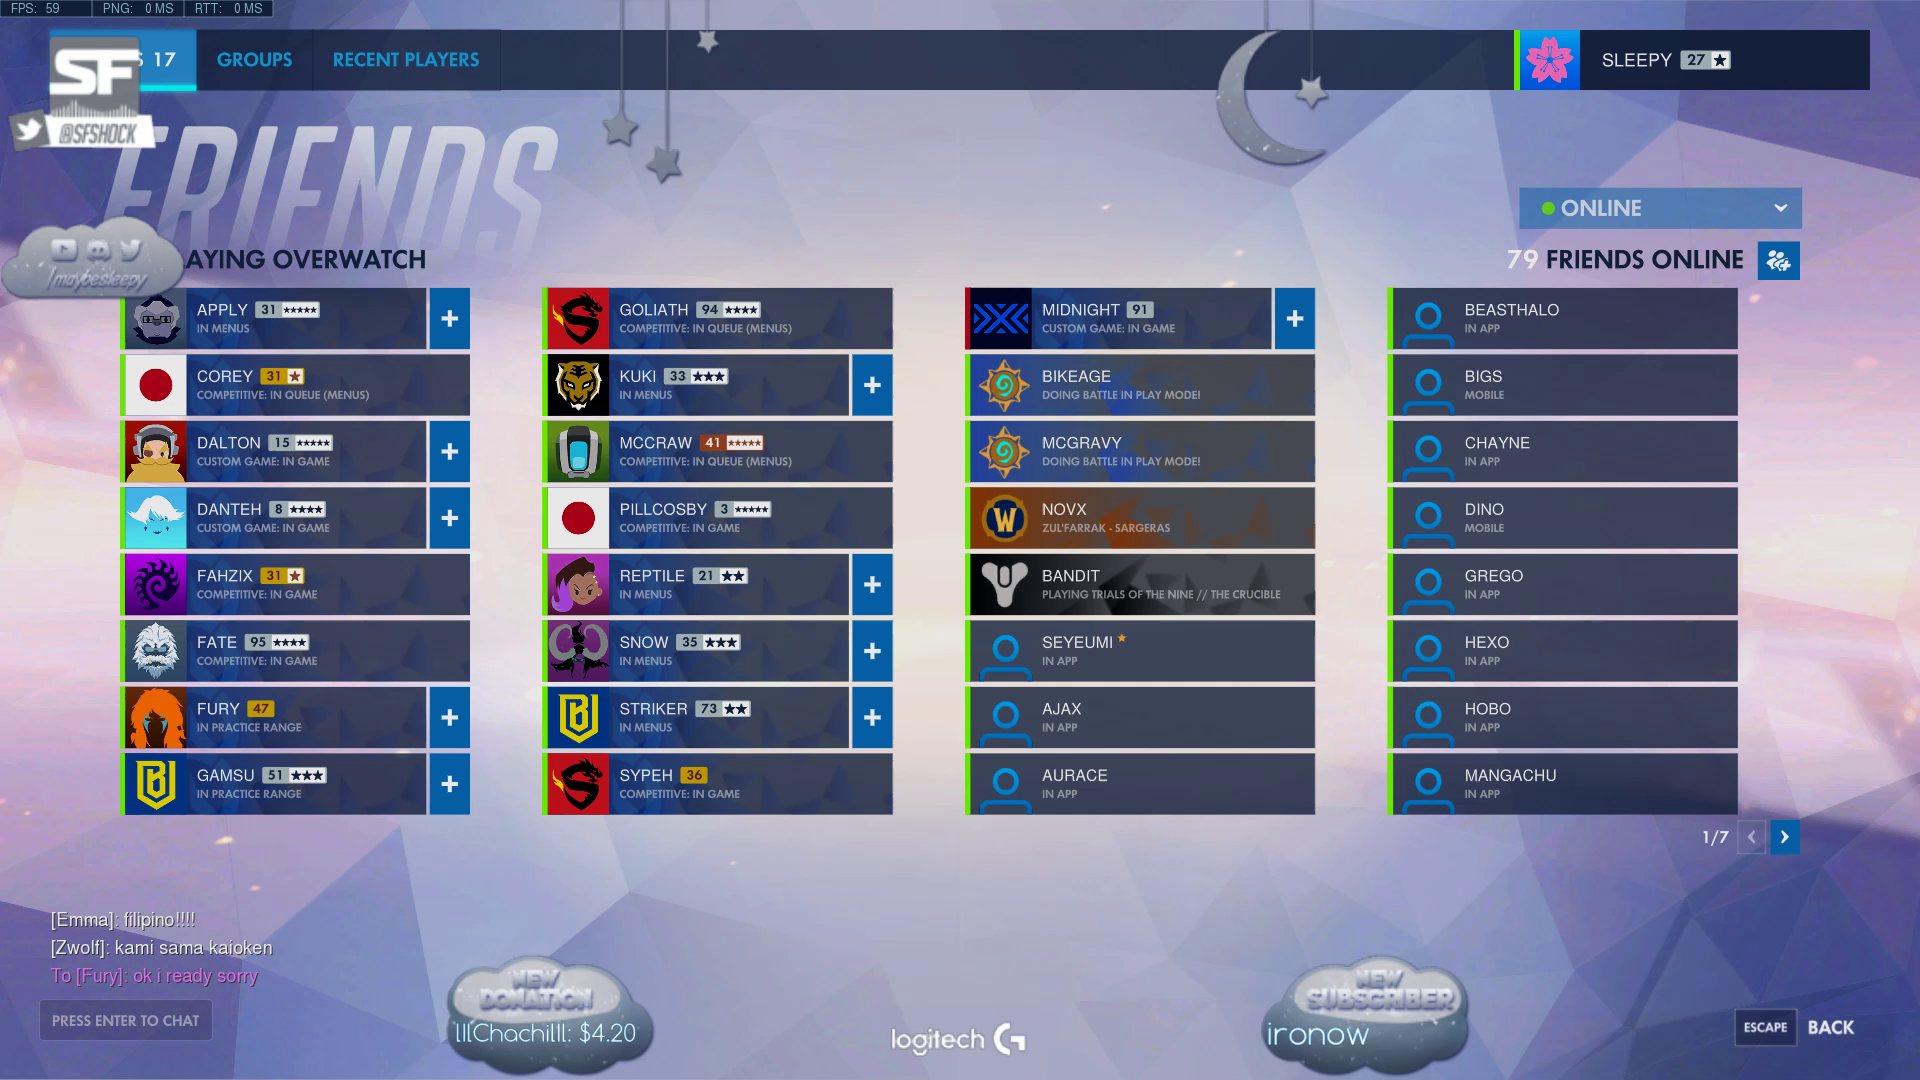 FPS: 59 PNG: 0 MS RTT: 0 MS
SF S 17 GROUPS RECENT PLAYERS
SLEEPY 27
@SFSHOCK
FRIENDS
ONLINE
/maybesleepy
AYING OVERWATCH
79 FRIENDS ONLINE
APPLY 31
IN MENUS
COREY 31
COMPETITIVE: IN QUEUE (MENUS)
DALTON 15
CUSTOM GAME: IN GAME
DANTEH 8
CUSTOM GAME: IN GAME
FAHZIX 31
COMPETITIVE: IN GAME
FATE 95
COMPETITIVE: IN GAME
FURY 47
IN PRACTICE RANGE
GAMSU 51
IN PRACTICE RANGE
GOLIATH 94
COMPETITIVE: IN QUEUE (MENUS)
KUKI 33
IN MENUS
MCCRAW 41
COMPETITIVE: IN QUEUE (MENUS)
PILLCOSBY 3
COMPETITIVE: IN GAME
REPTILE 21
IN MENUS
SNOW 35
IN MENUS
STRIKER 73
IN MENUS
SYPEH 36
COMPETITIVE: IN GAME
MIDNIGHT 91
CUSTOM GAME: IN GAME
BIKEAGE
DOING BATTLE IN PLAY MODE!
MCGRAVY
DOING BATTLE IN PLAY MODE!
NOVX
ZUL'FARRAK - SARGERAS
BANDIT
PLAYING TRIALS OF THE NINE // THE CRUCIBLE
SEYEUMI
IN APP
AJAX
IN APP
AURACE
IN APP
BEASTHALO
IN APP
BIGS
MOBILE
CHAYNE
IN APP
DINO
MOBILE
GREGO
IN APP
HEXO
IN APP
HOBO
IN APP
MANGACHU
IN APP
1/7
[Emma]: filipino!!!!
[Zwolf]: kami sama kaioken
To [Fury]: ok i ready sorry
PRESS ENTER TO CHAT
NEW
DONATION
lllChachilll: $4.20
logitech G
NEW
SUBSCRIBER
ironow
ESCAPE BACK